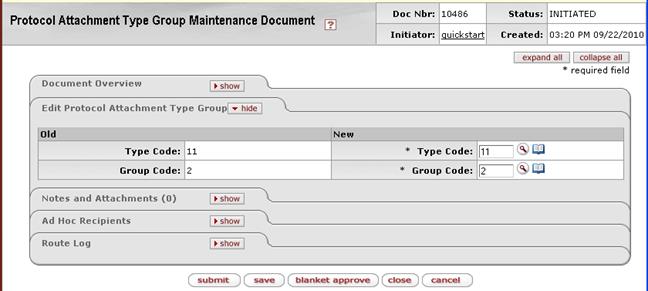 Protocol Attachment Type Group Maintenance Document ?
Doc Nbr: 10486 Status: INITIATED
Initiator: quickstart Created: 03:20 PM 09/22/2010
expand all collapse all
* required field
Document Overview show
Edit Protocol Attachment Type Group hide
Old New
Type Code: 11 * Type Code: 11
Group Code: 2 * Group Code: 2
Notes and Attachments (0) show
Ad Hoc Recipients show
Route Log show
submit save blanket approve close cancel